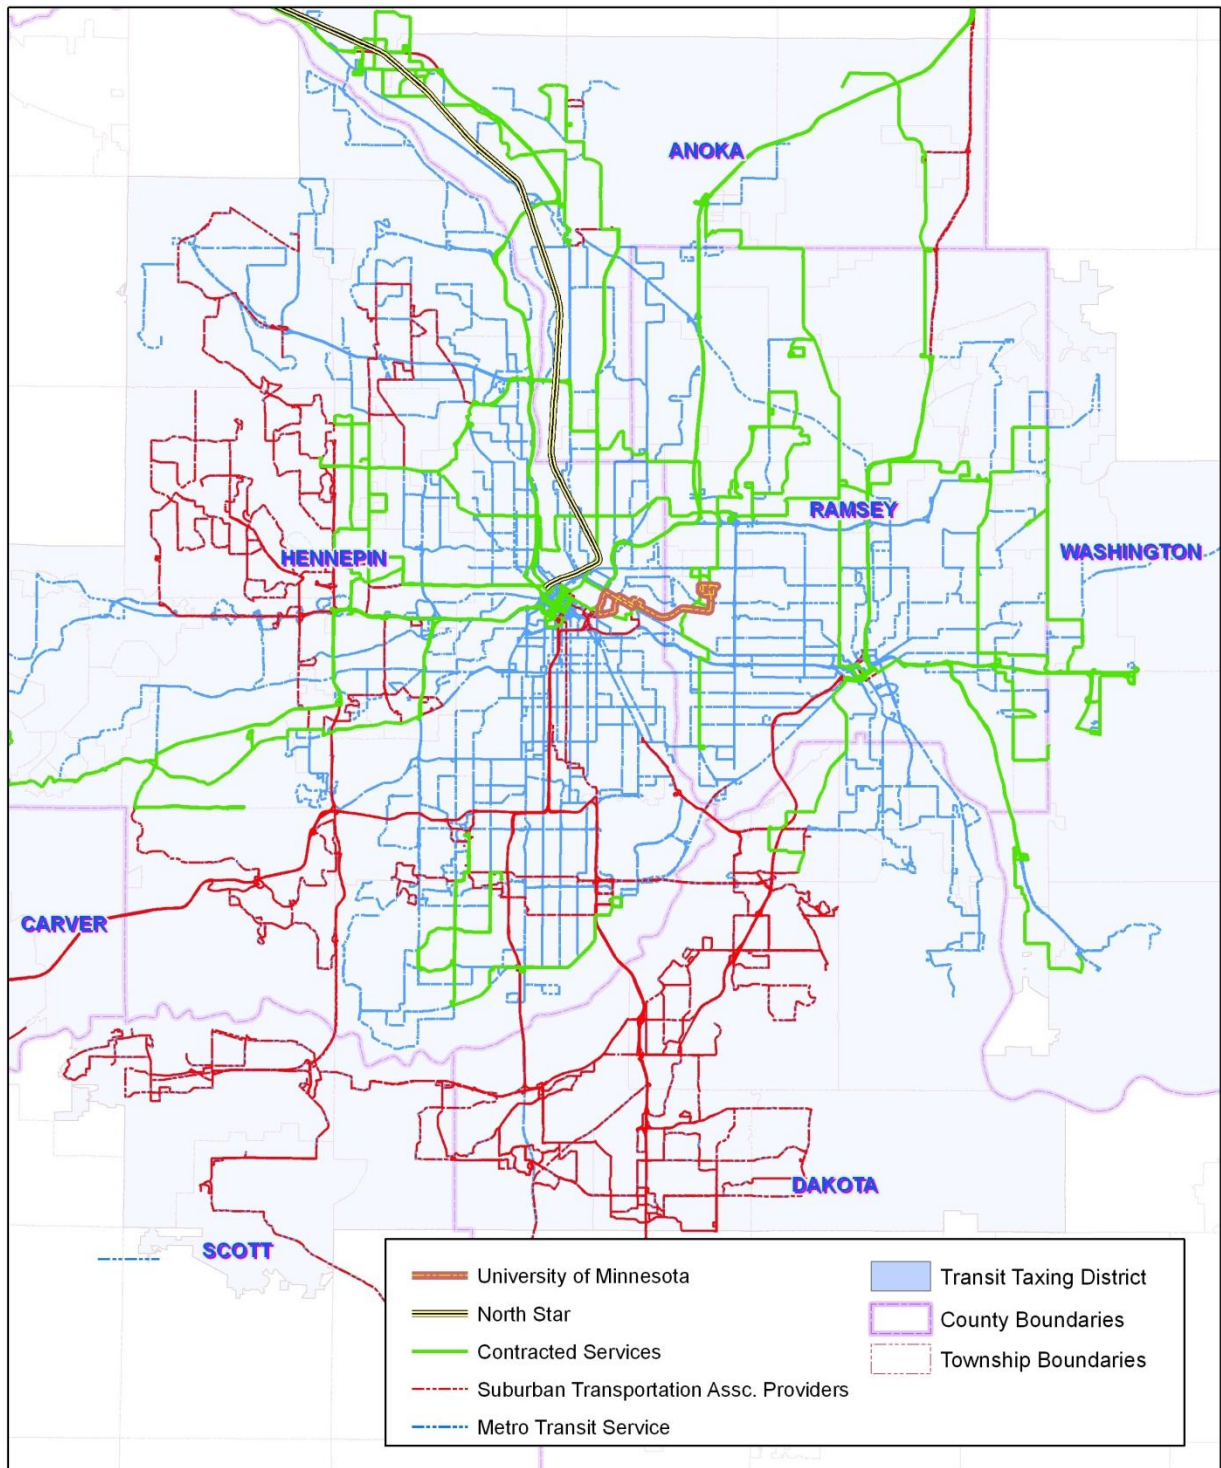 ANOKA
RAMSEY
HENNEPIN
WASHINGTON
CARVER
DAKOTA
SCOTT
University of Minnesota
North Star
Contracted Services
Suburban Transportation Assc. Providers
Metro Transit Service
Transit Taxing District
County Boundaries
Township Boundaries